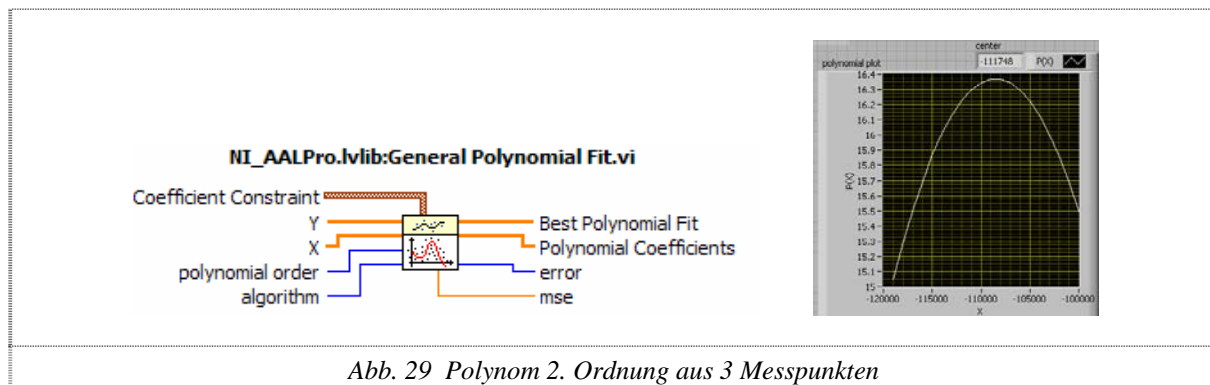 NI_AALPro.lvlib:General Polynomial Fit.vi
Coefficient Constraint
Y
X
polynomial order
algorithm
Best Polynomial Fit
Polynomial Coefficients
error
mse
center
polynomial plot
-111748
P(X)
16.4
16.3
16.2
16.1
16
15.9
15.8
15.7
15.6
15.5
15.4
15.3
15.2
15.1
15
P(X)
-120000 -115000 -110000 -105000 -100000
X
Abb. 29 Polynom 2. Ordnung aus 3 Messpunkten